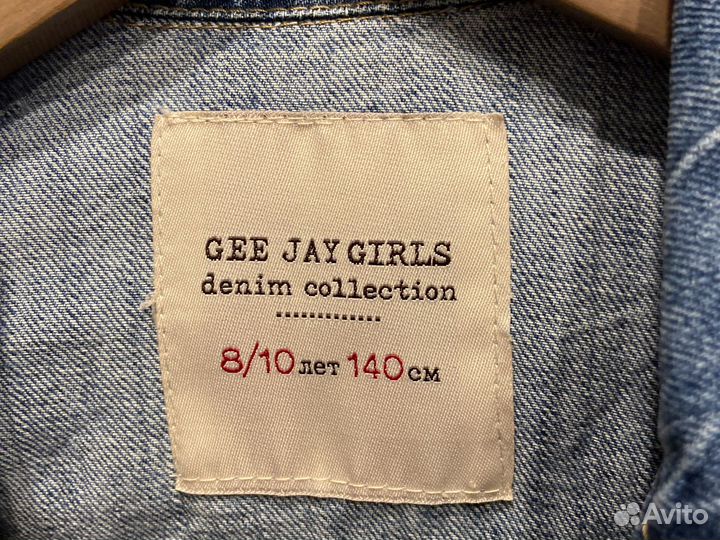 GEE JAY GIRLS
denim collection
8/10 лет 140 см
Avito